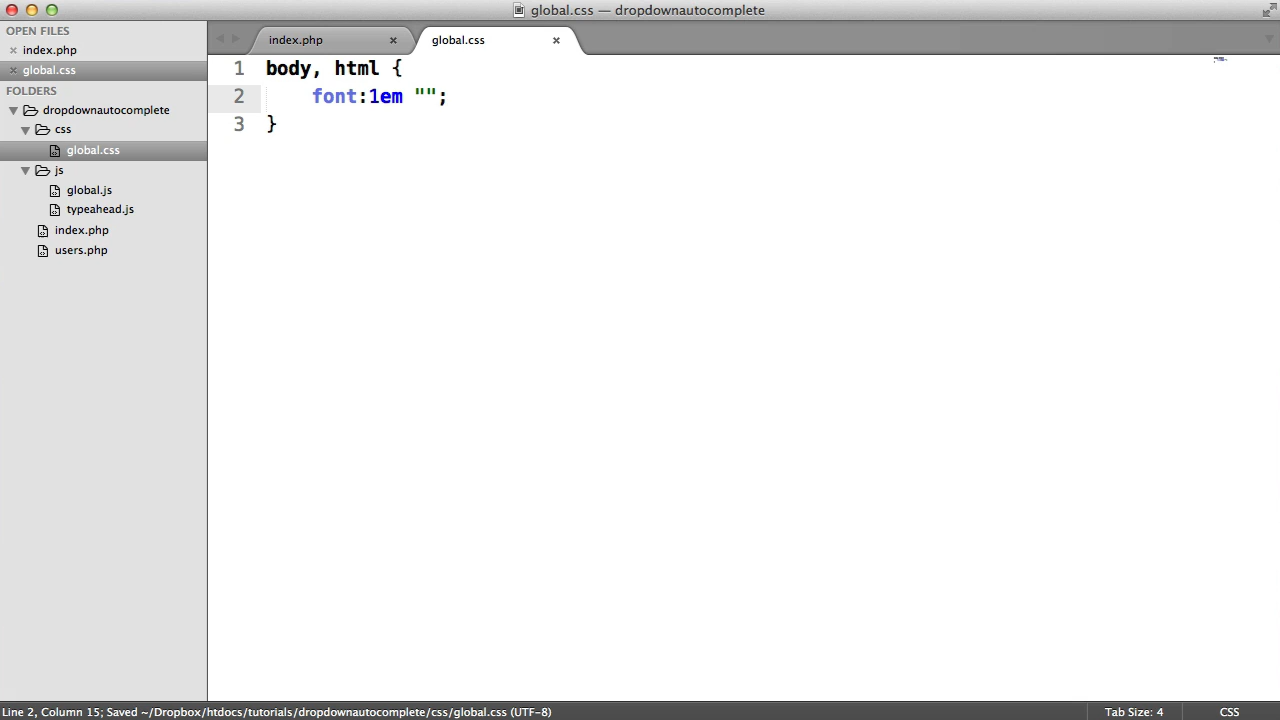 global.css — dropdownautocomplete
OPEN FILES
index.php
global.css
FOLDERS
dropdownautocomplete
css
global.css
js
global.js
typeahead.js
index.php
users.php
index.php
global.css
1 body, html {
2 font:1em "";
3 }
Line 2, Column 15; Saved ~/Dropbox/htdocs/tutorials/dropdownautocomplete/css/global.css (UTF-8)
Tab Size: 4
CSS